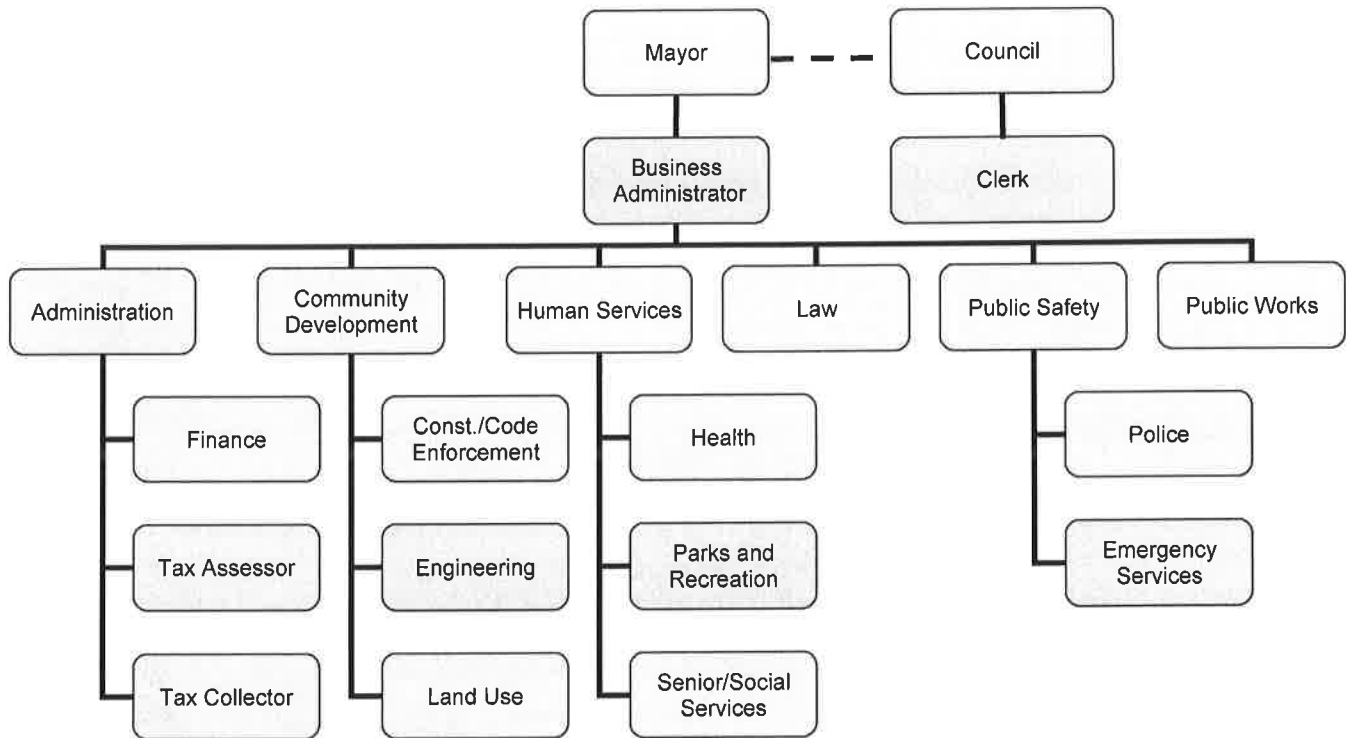 Mayor
Council
Business
Administrator
Clerk
Administration
Community
Development
Human Services
Law
Public Safety
Public Works
Finance
Const./Code
Enforcement
Health
Police
Tax Assessor
Engineering
Parks and
Recreation
Emergency
Services
Tax Collector
Land Use
Senior/Social
Services